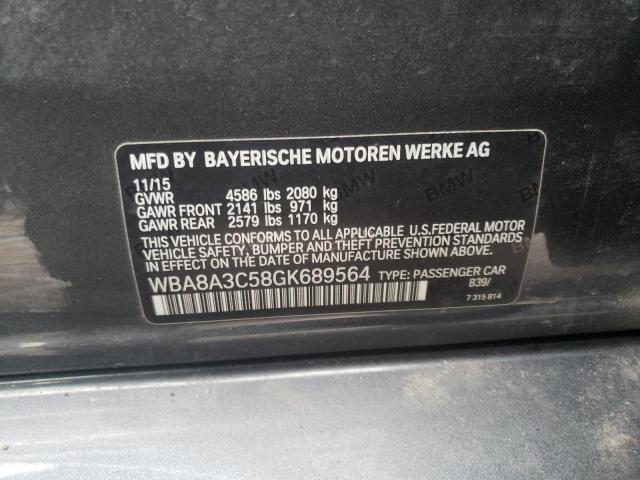 MFD BY BAYERISCHE MOTOREN WERKE AG
11/15
GVWR 4586 lbs 2080 kg
GAWR FRONT 2141 lbs 971 kg
GAWR REAR 2579 lbs 1170 kg
THIS VEHICLE CONFORMS TO ALL APPLICABLE U.S.FEDERAL MOTOR
VEHICLE SAFETY, BUMPER, AND THEFT PREVENTION STANDARDS
IN EFFECT ON THE DATE OF MANUFACTURE SHOWN ABOVE.
WBA8A3C58GK689564 TYPE: PASSENGER CAR
B39/
7 315 814